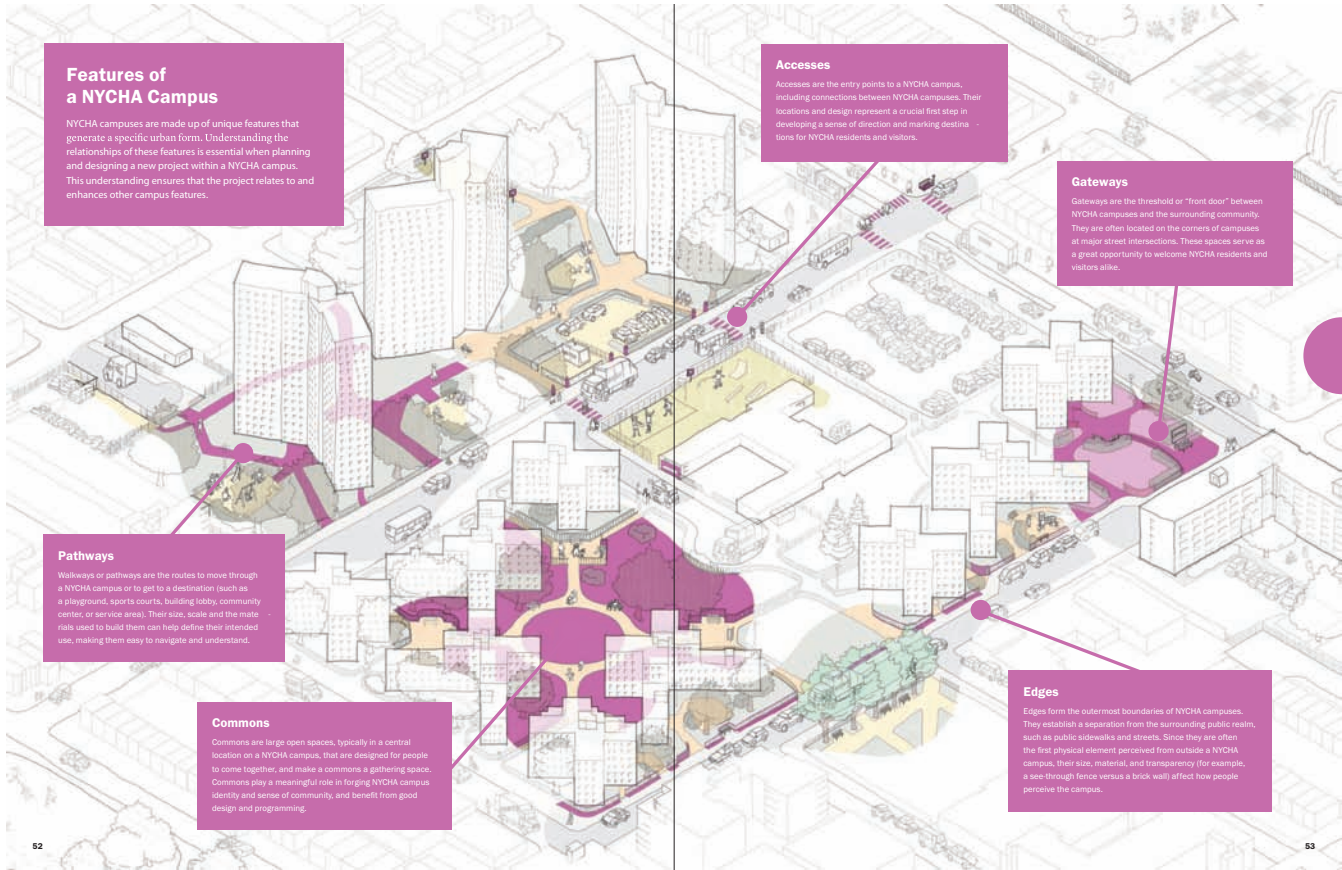 Features of
a NYCHA Campus
NYCHA campuses are made up of unique features that
generate a specific urban form. Understanding the
relationships of these features is essential when planning
and designing a new project within a NYCHA campus.
This understanding ensures that the project relates to and
enhances other campus features.
Accesses
Accesses are the entry points to a NYCHA campus,
including connections between NYCHA campuses. Their
locations and design represent a crucial first step in
developing a sense of direction and marking destina -
tions for NYCHA residents and visitors.
Gateways
Gateways are the threshold or “front door” between
NYCHA campuses and the surrounding community.
They are often located on the corners of campuses
at major street intersections. These spaces serve as
a great opportunity to welcome NYCHA residents and
visitors alike.
Pathways
Walkways or pathways are the routes to move through
a NYCHA campus or to get to a destination (such as
a playground, sports courts, building lobby, community
center, or service area). Their size, scale and the mate -
rials used to build them can help define their intended
use, making them easy to navigate and understand.
Commons
Commons are large open spaces, typically in a central
location on a NYCHA campus, that are designed for people
to come together, and make a commons a gathering space.
Commons play a meaningful role in forging NYCHA campus
identity and sense of community, and benefit from good
design and programming.
Edges
Edges form the outermost boundaries of NYCHA campuses.
They establish a separation from the surrounding public realm,
such as public sidewalks and streets. Since they are often
the first physical element perceived from outside a NYCHA
campus, their size, material, and transparency (for example,
a see-through fence versus a brick wall) affect how people
perceive the campus.
52
53